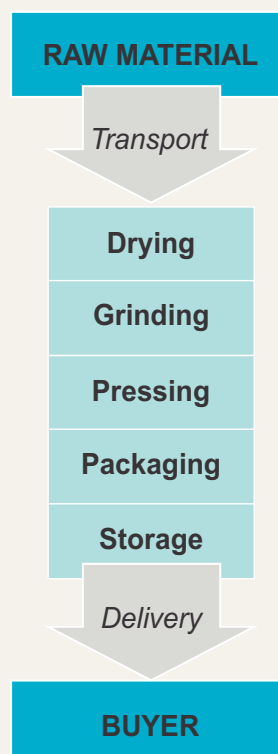 RAW MATERIAL
Transport
Drying
Grinding
Pressing
Packaging
Storage
Delivery
BUYER